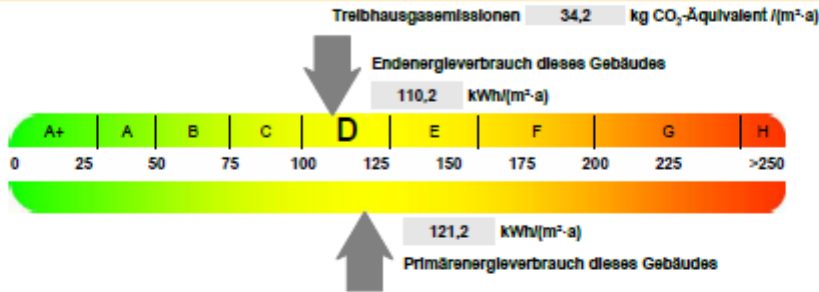 Treibhausgasemissionen 34,2 kg CO₂-Äquivalent /(m²·a)
Endenergieverbrauch dieses Gebäudes
110,2 kWh/(m²·a)
A+ A B C D E F G H
0 25 50 75 100 125 150 175 200 225 >250
121,2 kWh/(m²·a)
Primärenergieverbrauch dieses Gebäudes